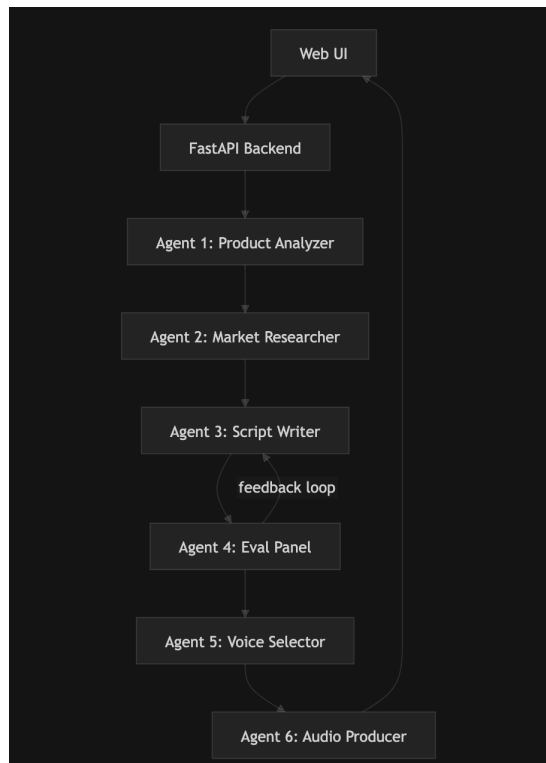 Web UI
FastAPI Backend
Agent 1: Product Analyzer
Agent 2: Market Researcher
Agent 3: Script Writer
feedback loop
Agent 4: Eval Panel
Agent 5: Voice Selector
Agent 6: Audio Producer